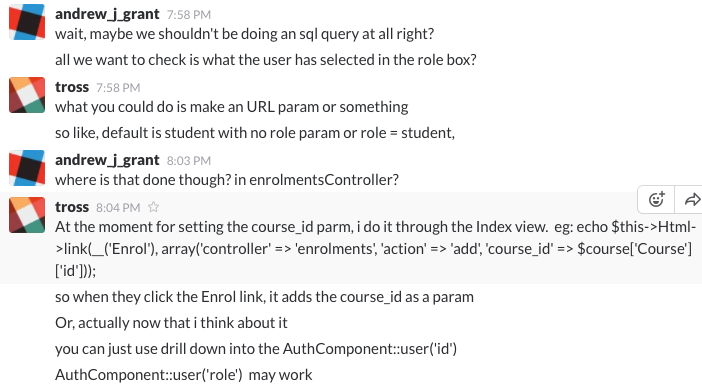 andrew_j_grant 7:58 PM
wait, maybe we shouldn't be doing an sql query at all right?
all we want to check is what the user has selected in the role box?
tross 7:58 PM
what you could do is make an URL param or something
so like, default is student with no role param or role = student,
andrew_j_grant 8:03 PM
where is that done though? in enrolmentsController?
tross 8:04 PM
At the moment for setting the course_id parm, i do it through the Index view.  eg: echo $this->Html-
>link(__('Enrol'), array('controller' => 'enrolments', 'action' => 'add', 'course_id' => $course['Course']
['id']));
so when they click the Enrol link, it adds the course_id as a param
Or, actually now that i think about it
you can just use drill down into the AuthComponent::user('id')
AuthComponent::user('role')  may work